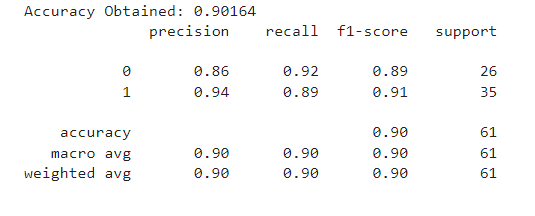 Accuracy Obtained: 0.90164
precision recall f1-score support
0 0.86 0.92 0.89 26
1 0.94 0.89 0.91 35
accuracy 0.90 61
macro avg 0.90 0.90 0.90 61
weighted avg 0.90 0.90 0.90 61